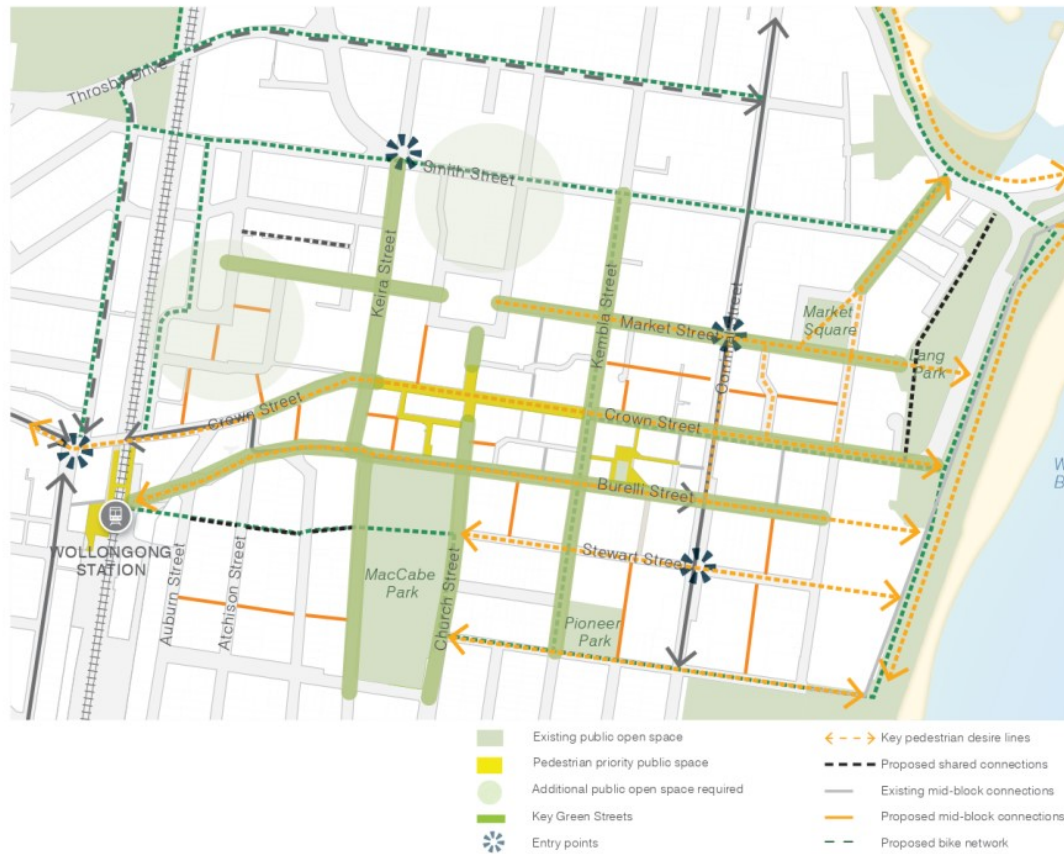 Throsby Drive
Smith Street
Keira Street
Kembla Street
Market Street
Market
Square
Lang
Park
Crown Street
Crown Street
Burelli Street
Stewart Street
WOLLONGONG
STATION
Auburn Street
Atchison Street
MacCabe
Park
Church Street
Pioneer
Park
W
B
Existing public open space
Pedestrian priority public space
Additional public open space required
Key Green Streets
Entry points
Key pedestrian desire lines
Proposed shared connections
Existing mid-block connections
Proposed mid-block connections
Proposed bike network